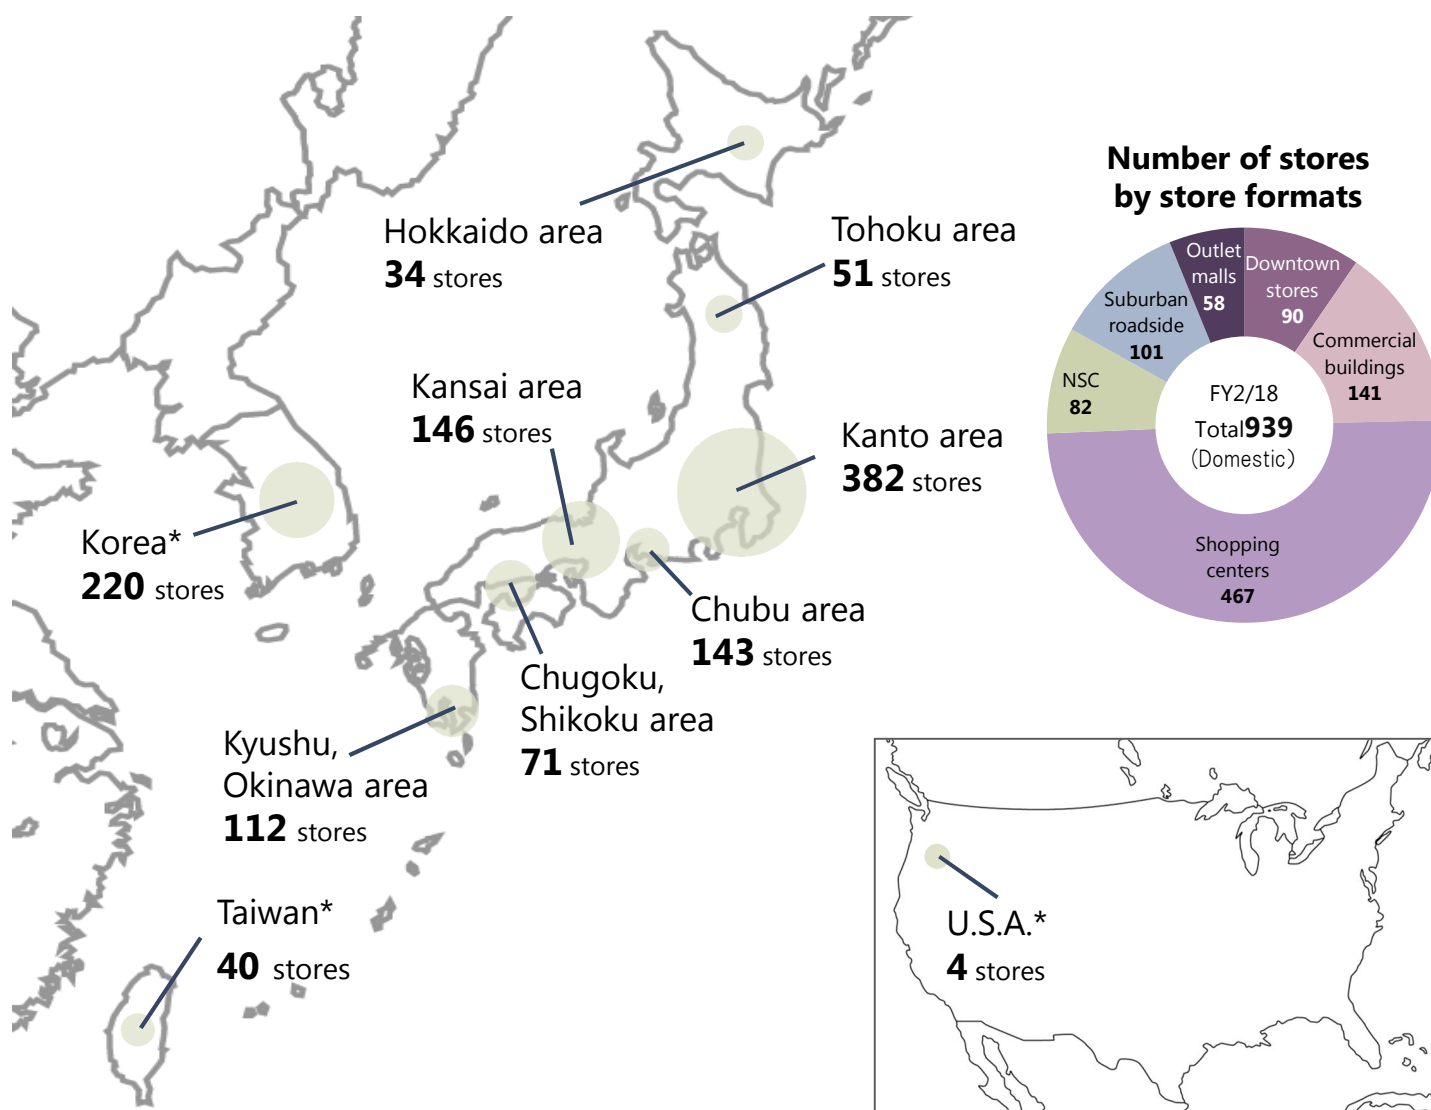 Number of stores
by store formats
Hokkaido area
34 stores
Tohoku area
51 stores
Kansai area
146 stores
Kanto area
382 stores
Korea*
220 stores
Chubu area
143 stores
Chugoku,
Shikoku area
71 stores
Kyushu,
Okinawa area
112 stores
Taiwan*
40 stores
U.S.A.*
4 stores
Outlet
malls
58
Downtown
stores
90
Suburban
roadside
101
Commercial
buildings
141
NSC
82
FY2/18
Total939
(Domestic)
Shopping
centers
467